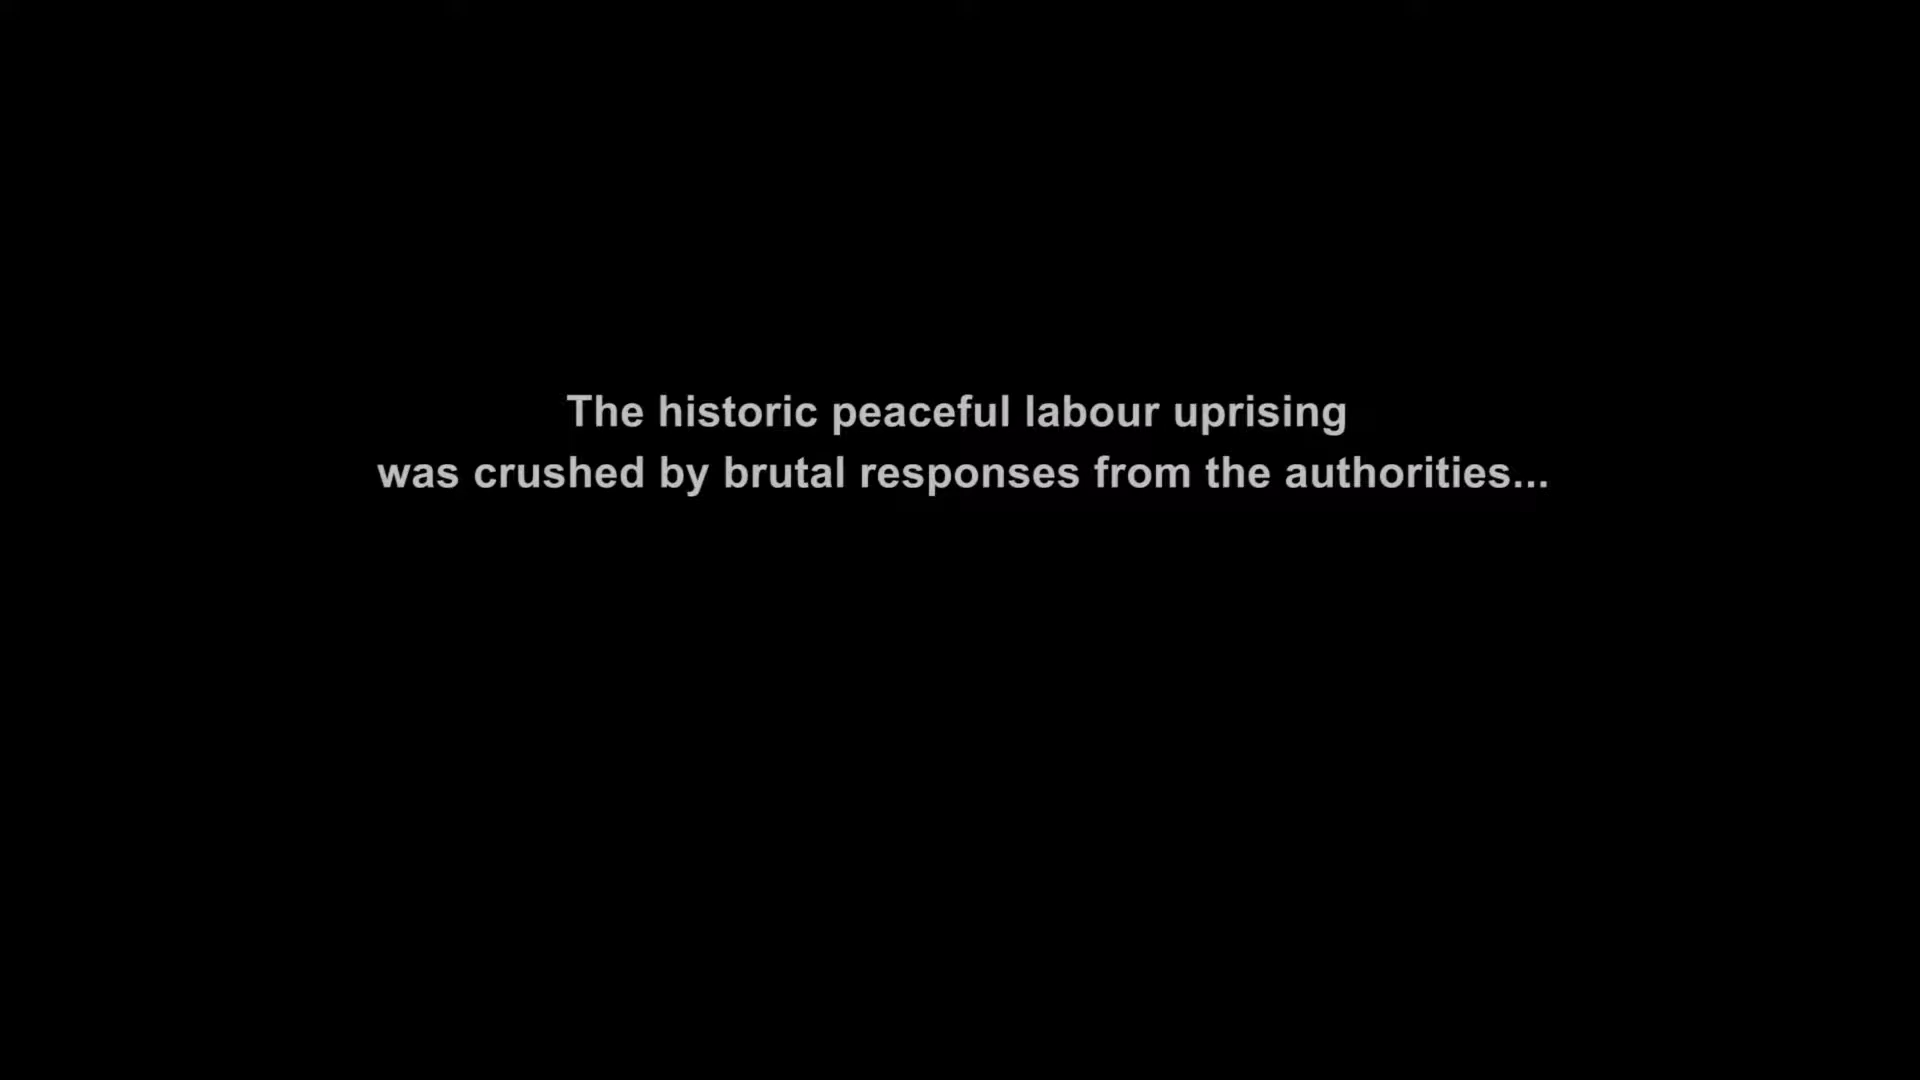 The historic peaceful labour uprising
was crushed by brutal responses from the authorities...